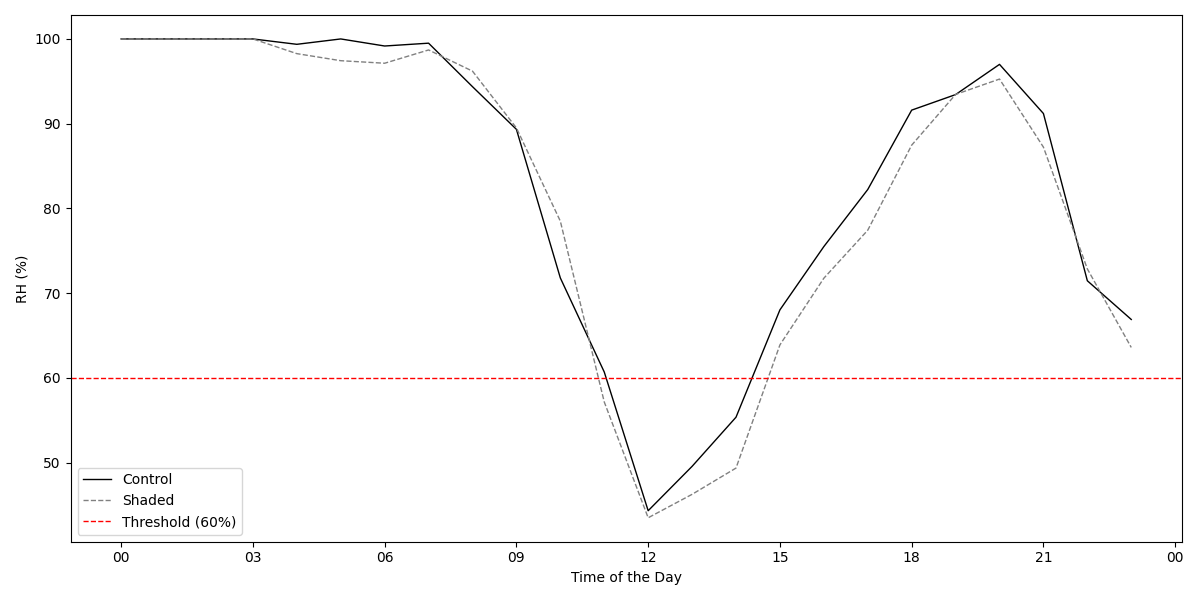 100
90
80
70
60
50
RH (%)
Control
Shaded
Threshold (60%)
00 03 06 09 12 15 18 21 00
Time of the Day